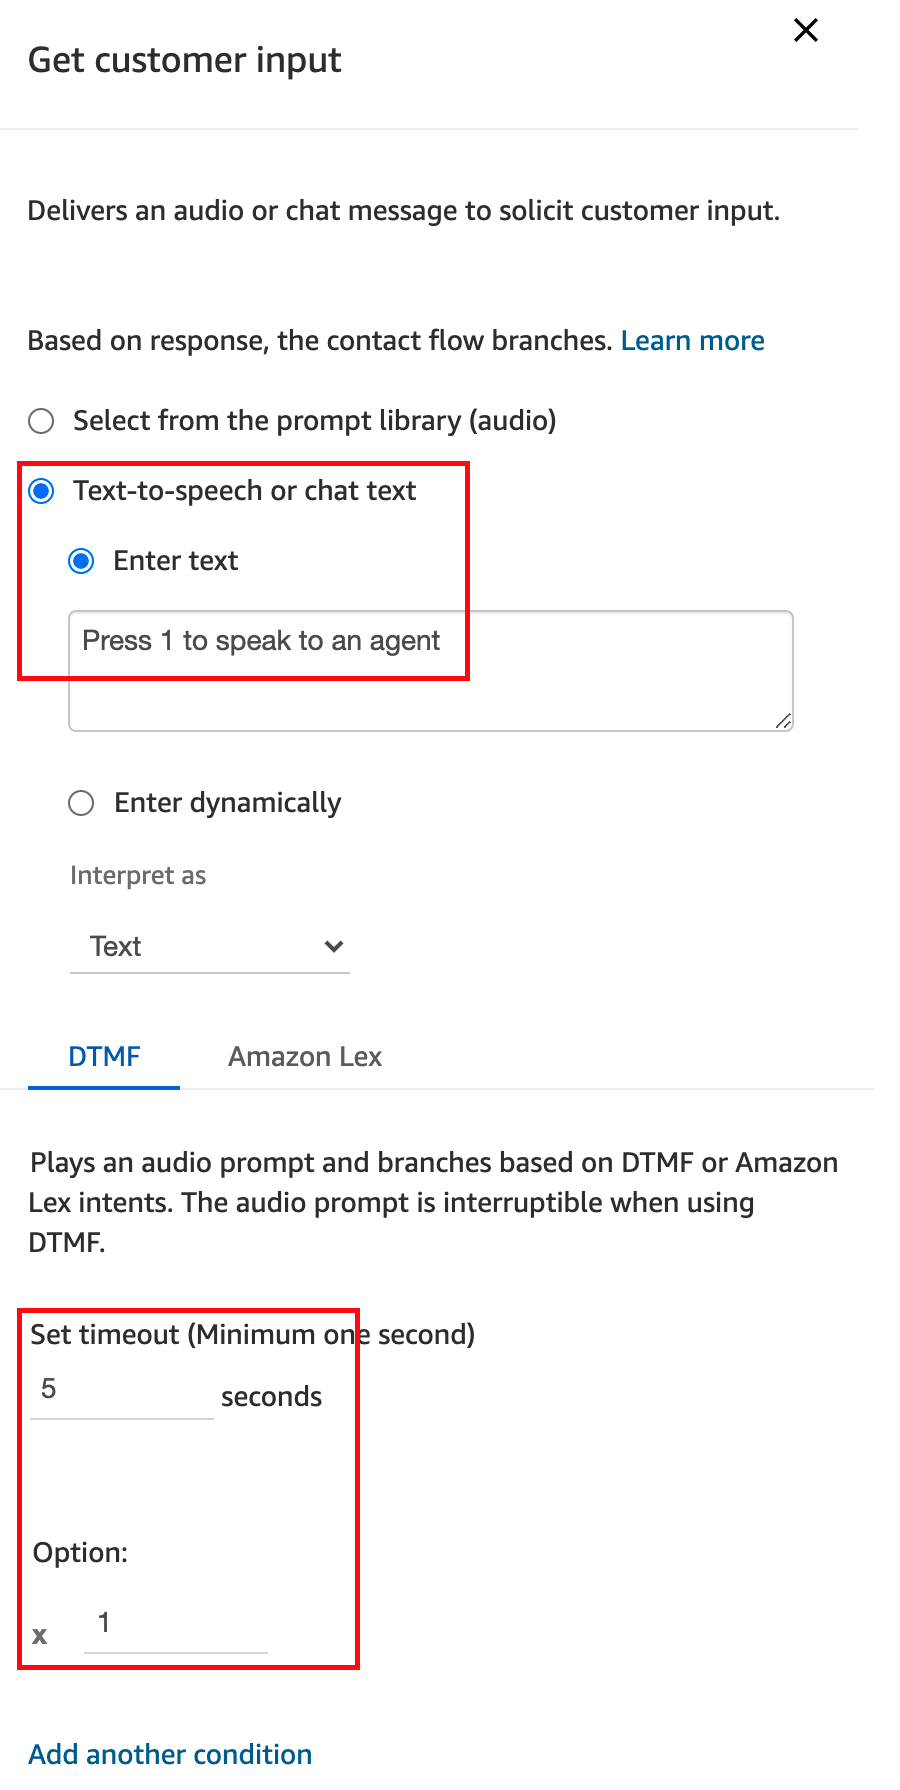 Get customer input
Delivers an audio or chat message to solicit customer input.
Based on response, the contact flow branches. Learn more
Select from the prompt library (audio)
Text-to-speech or chat text
Enter text
Press 1 to speak to an agent
Enter dynamically
Interpret as
Text
DTMF Amazon Lex
Plays an audio prompt and branches based on DTMF or Amazon
Lex intents. The audio prompt is interruptible when using
DTMF.
Set timeout (Minimum one second)
5 seconds
Option:
x 1
Add another condition